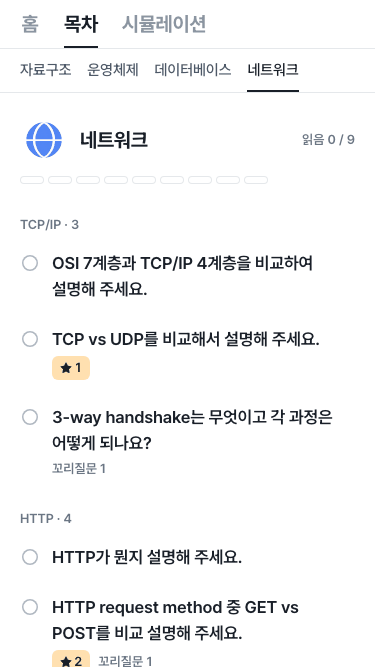 홈 목차 시뮬레이션
자료구조 운영체제 데이터베이스 네트워크
네트워크 읽음 0 / 9
TCP/IP · 3
OSI 7계층과 TCP/IP 4계층을 비교하여
설명해 주세요.
TCP vs UDP를 비교해서 설명해 주세요.
★ 1
3-way handshake는 무엇이고 각 과정은
어떻게 되나요?
꼬리질문 1
HTTP · 4
HTTP가 뭔지 설명해 주세요.
HTTP request method 중 GET vs
POST를 비교 설명해 주세요.
★ 2 꼬리질문 1